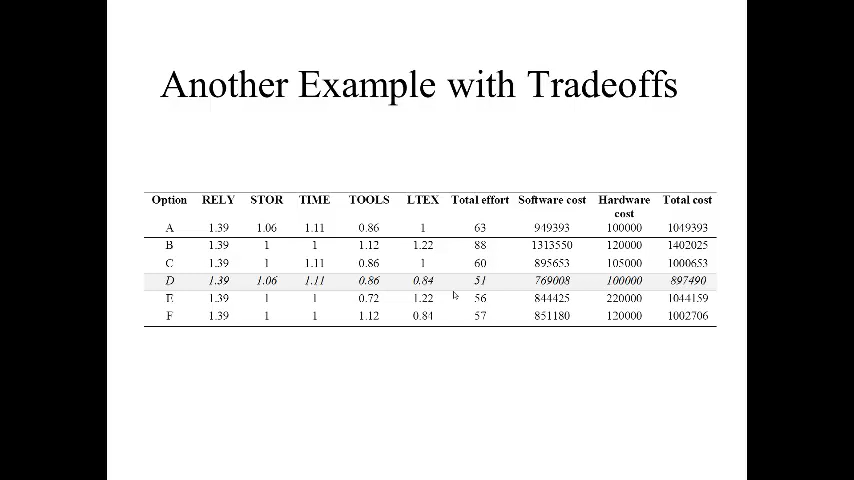 Another Example with Tradeoffs
Option RELY STOR TIME TOOLS LTEX Total effort Software cost Hardware cost Total cost
A 1.39 1.06 1.11 0.86 1 63 949393 100000 1049393
B 1.39 1 1 1.12 1.22 88 1313550 120000 1402025
C 1.39 1 1.11 0.86 1 60 895653 105000 1000653
D 1.39 1.06 1.11 0.86 0.84 51 769008 100000 897490
E 1.39 1 1 0.72 1.22 56 844425 220000 1044159
F 1.39 1 1 1.12 0.84 57 851180 120000 1002706